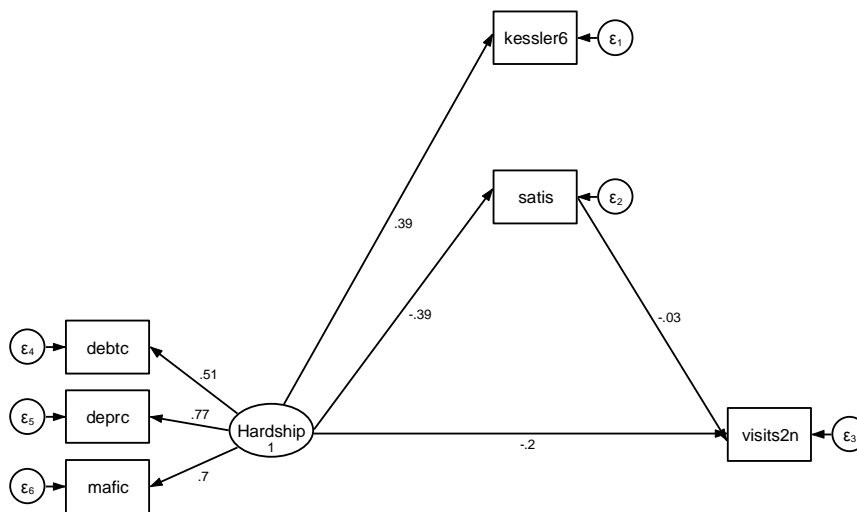 kessler6
ε1
.39
satis
ε2
-.39
-.03
ε4
debtc
.51
ε5
deprc
.77
Hardship
1
-.2
visits2n
ε3
ε6
mafic
.7